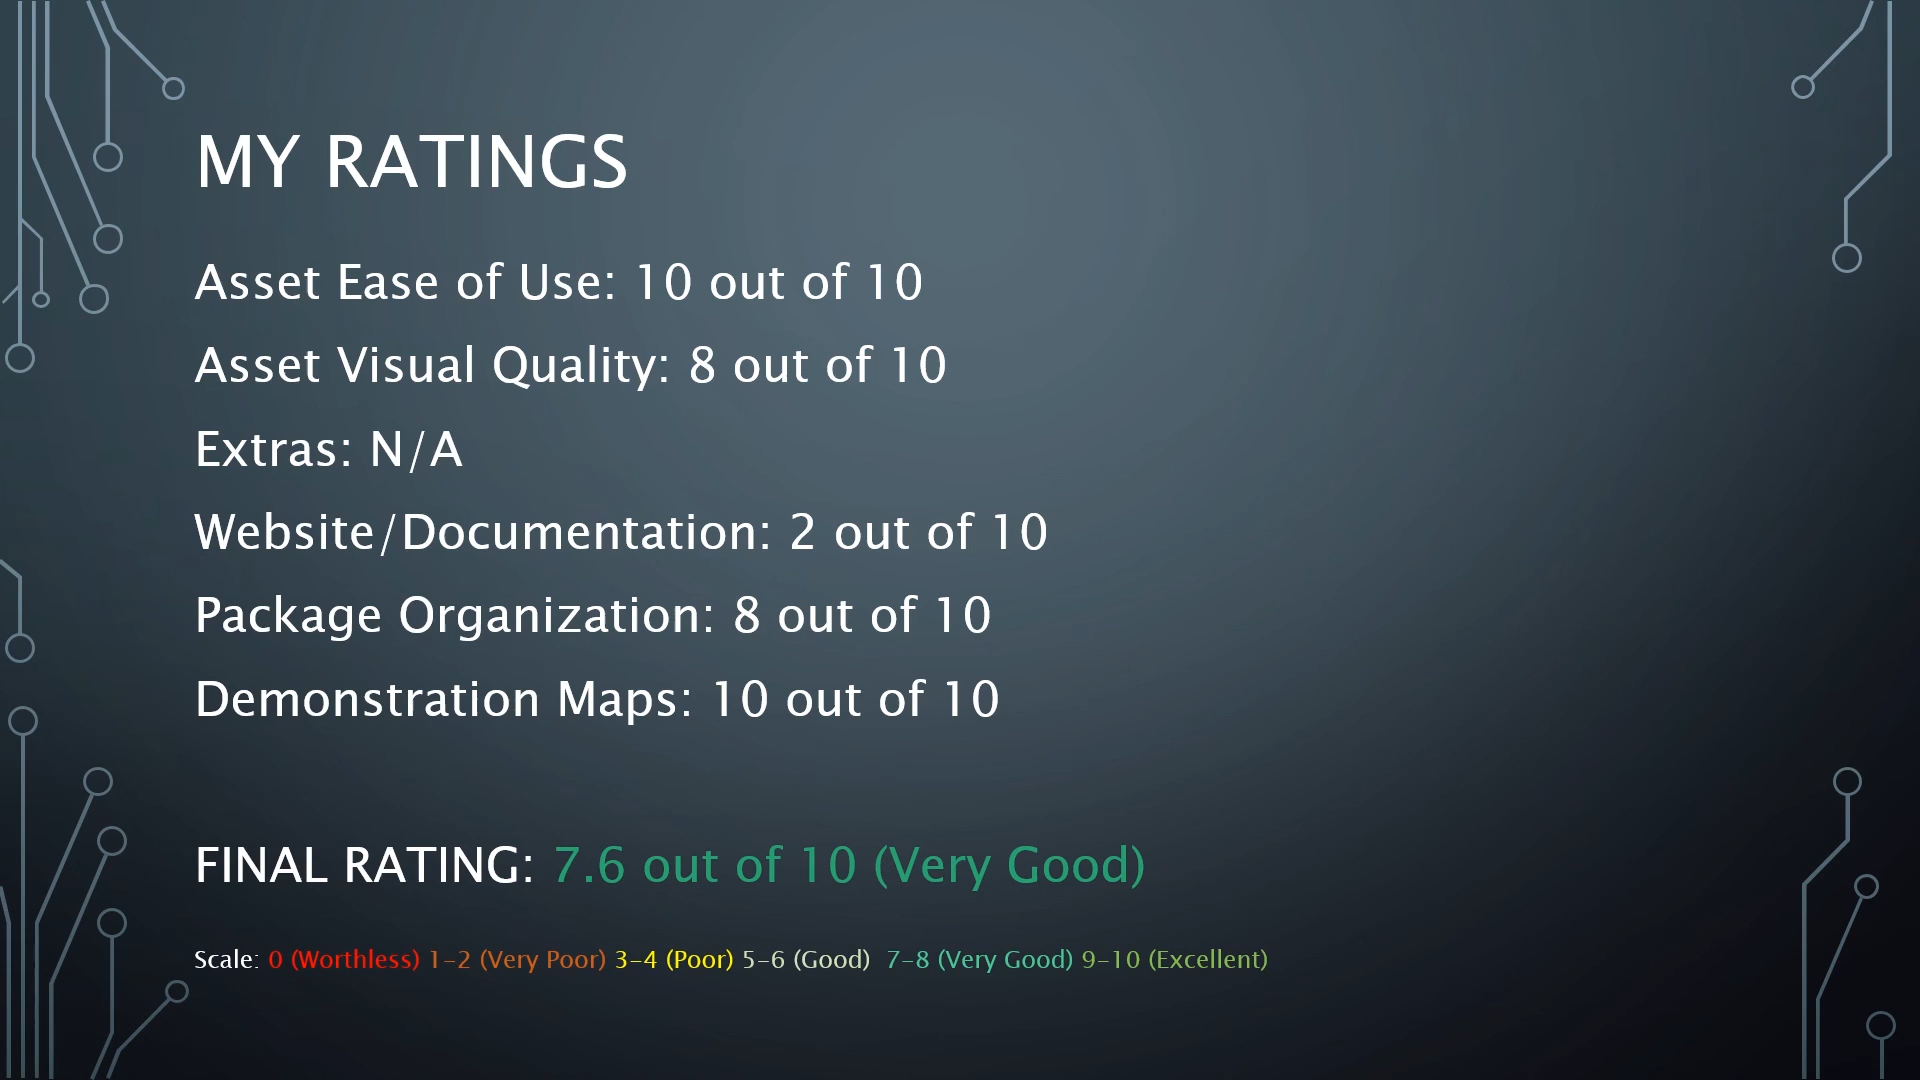 MY RATINGS
Asset Ease of Use: 10 out of 10
Asset Visual Quality: 8 out of 10
Extras: N/A
Website/Documentation: 2 out of 10
Package Organization: 8 out of 10
Demonstration Maps: 10 out of 10
FINAL RATING: 7.6 out of 10 (Very Good)
Scale: 0 (Worthless) 1-2 (Very Poor) 3-4 (Poor) 5-6 (Good) 7-8 (Very Good) 9-10 (Excellent)